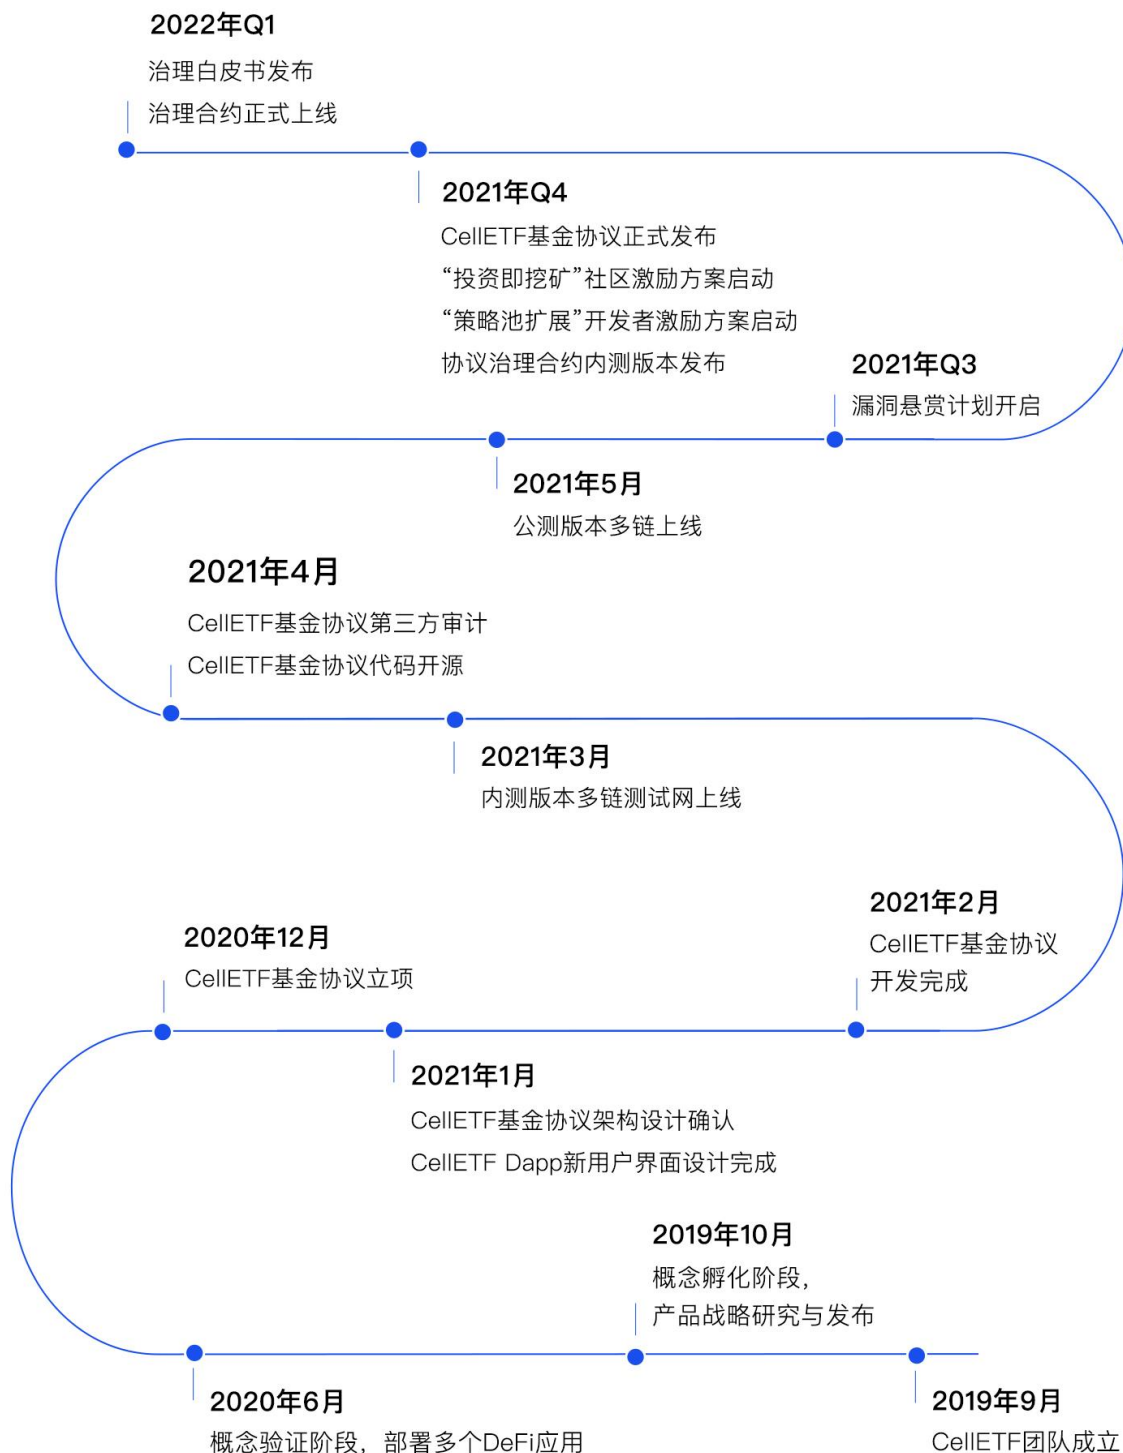 2022年Q1
治理白皮书发布
治理合约正式上线
2021年Q4
CellETF基金协议正式发布
“投资即挖矿”社区激励方案启动
“策略池扩展”开发者激励方案启动
协议治理合约内测版本发布
2021年Q3
漏洞悬赏计划开启
2021年5月
公测版本多链上线
2021年4月
CellETF基金协议第三方审计
CellETF基金协议代码开源
2021年3月
内测版本多链测试网上线
2021年2月
CellETF基金协议
开发完成
2020年12月
CellETF基金协议立项
2021年1月
CellETF基金协议架构设计确认
CellETF Dapp新用户界面设计完成
2019年10月
概念孵化阶段，
产品战略研究与发布
2020年6月
概念验证阶段，部署多个DeFi应用
2019年9月
CellETF团队成立